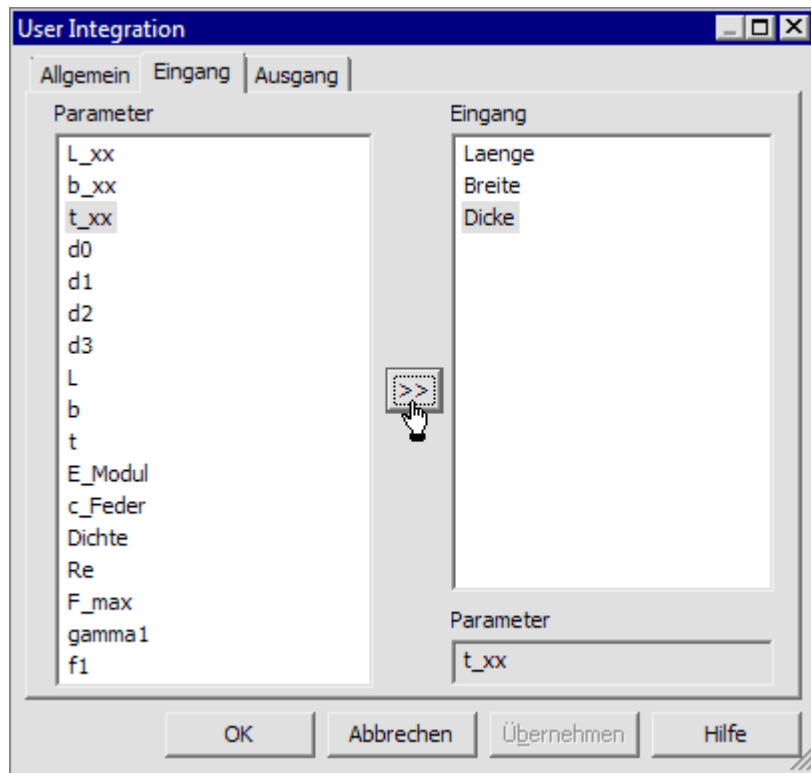 User Integration
Allgemein Eingang Ausgang
Parameter
L_xx
b_xx
t_xx
d0
d1
d2
d3
L
b
t
E_Modul
c_Feder
Dichte
Re
F_max
gamma1
f1
>>
Eingang
Laenge
Breite
Dicke
Parameter
t_xx
OK Abbrechen Übernehmen Hilfe